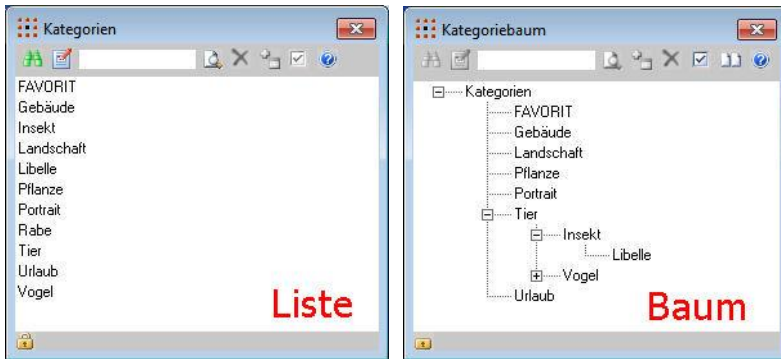 Kategorien
FAVORIT
Gebäude
Insekt
Landschaft
Libelle
Pflanze
Portrait
Rabe
Tier
Urlaub
Vogel
Liste
Kategoriebaum
Kategorien
FAVORIT
Gebäude
Landschaft
Pflanze
Portrait
Tier
Insekt
Libelle
Vogel
Urlaub
Baum